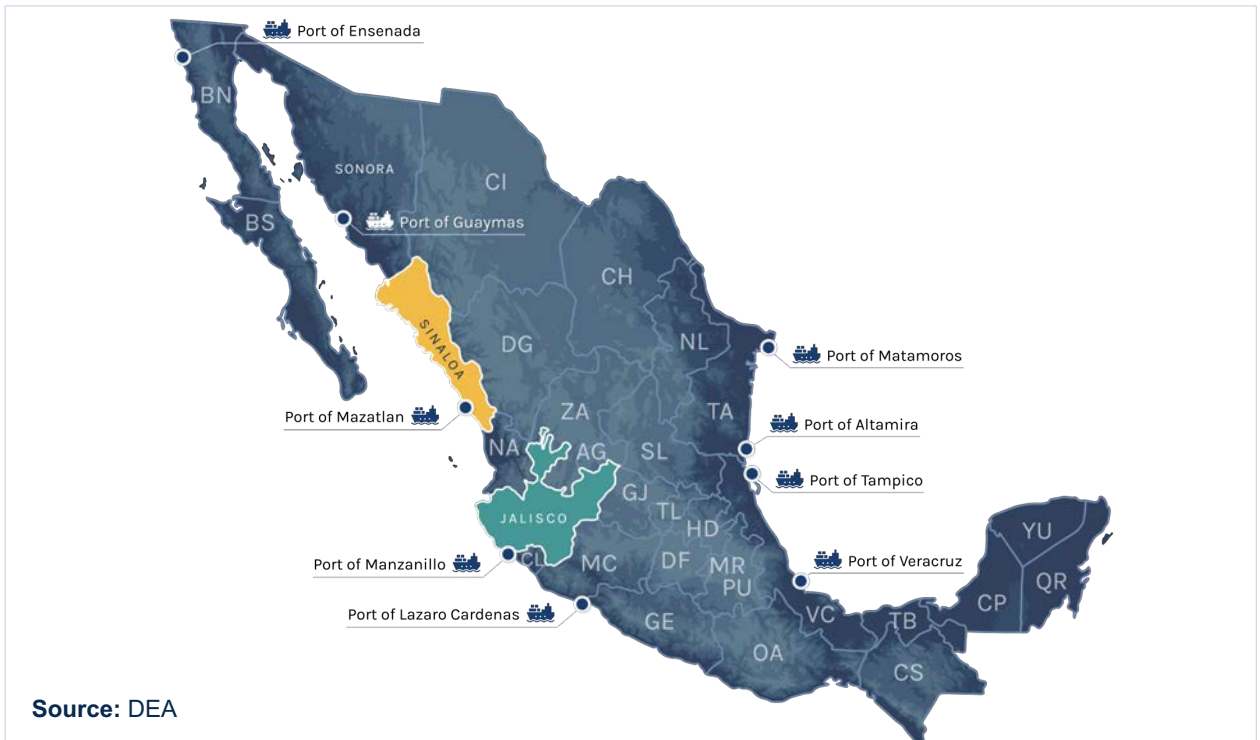 Port of Ensenada
BN
SONORA
CI
BS
Port of Guaymas
CH
SINALOA
DG
NL
Port of Matamoros
Port of Mazatlan
ZA
TA
Port of Altamira
NA
AG
SL
Port of Tampico
GJ
JALISCO
TL
HD
YU
Port of Manzanillo
CL
MC
DF
MR
Port of Veracruz
PU
QR
CP
Port of Lazaro Cardenas
GE
VC
TB
OA
CS
Source: DEA